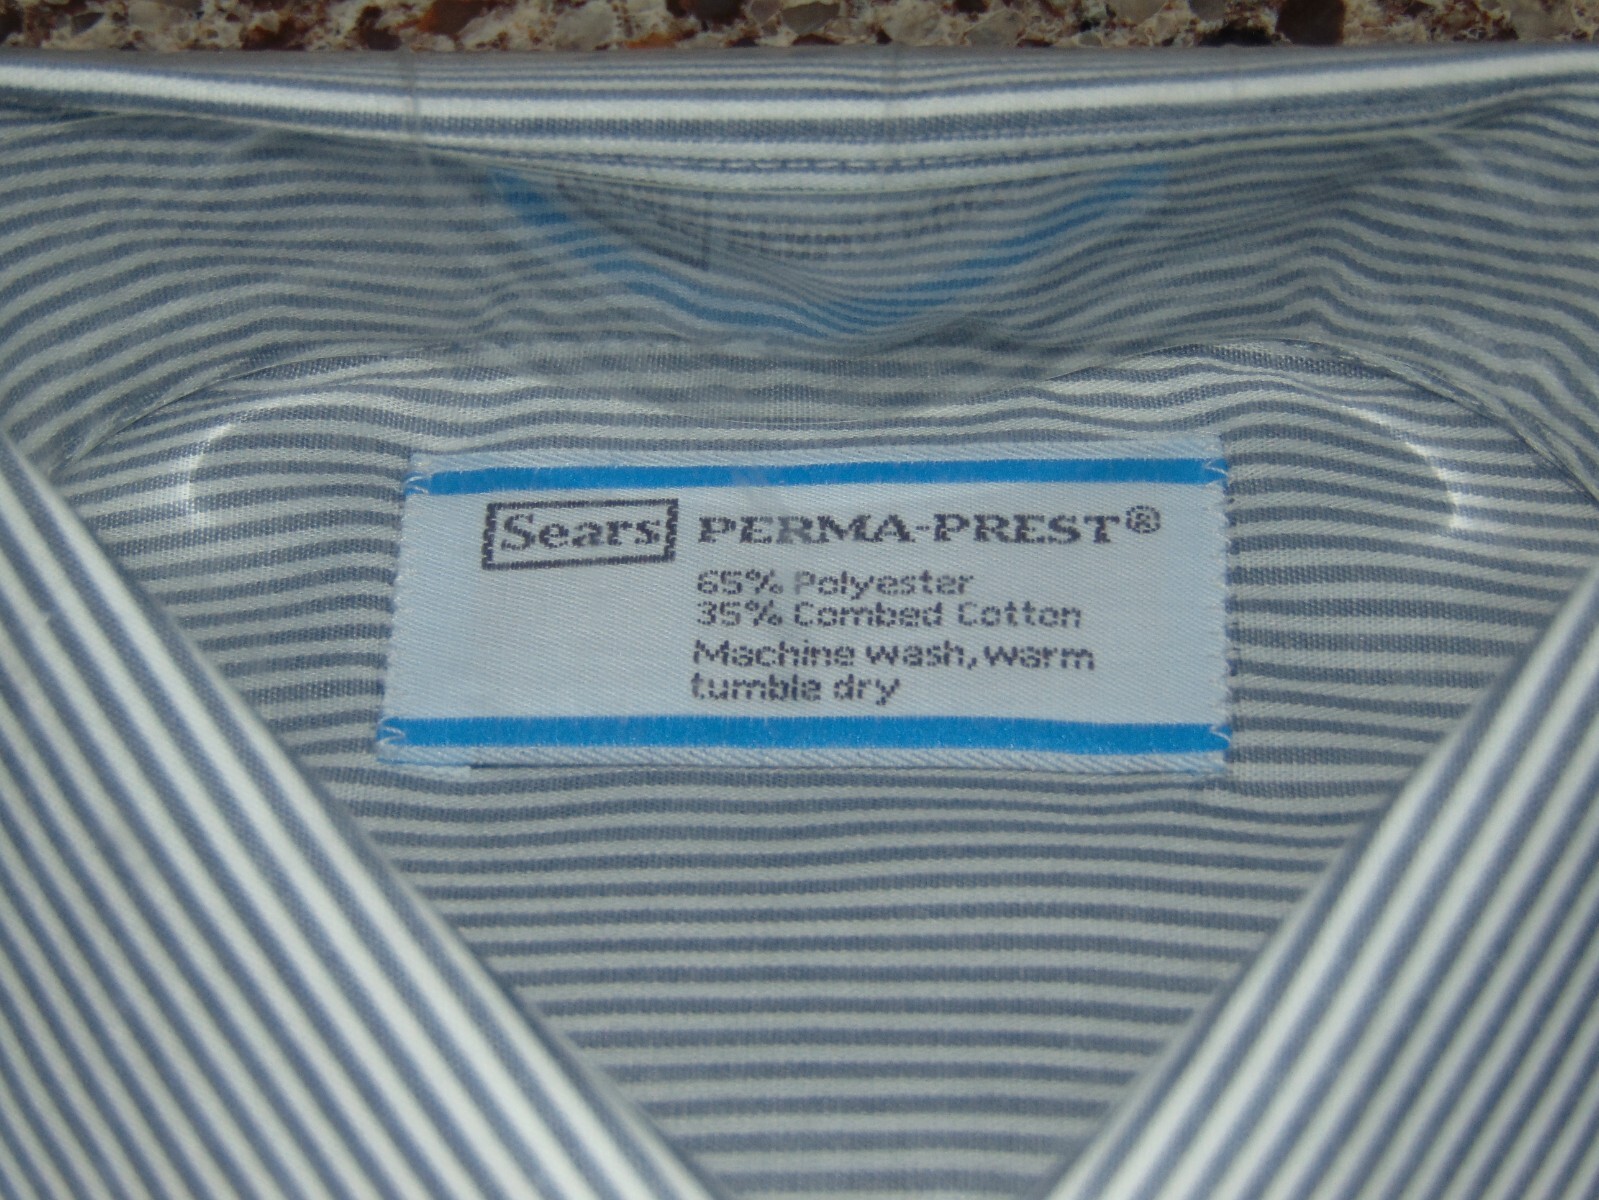 Sears PERMA-PREST®
65% Polyester
35% Combed Cotton
Machine wash, warm
tumble dry